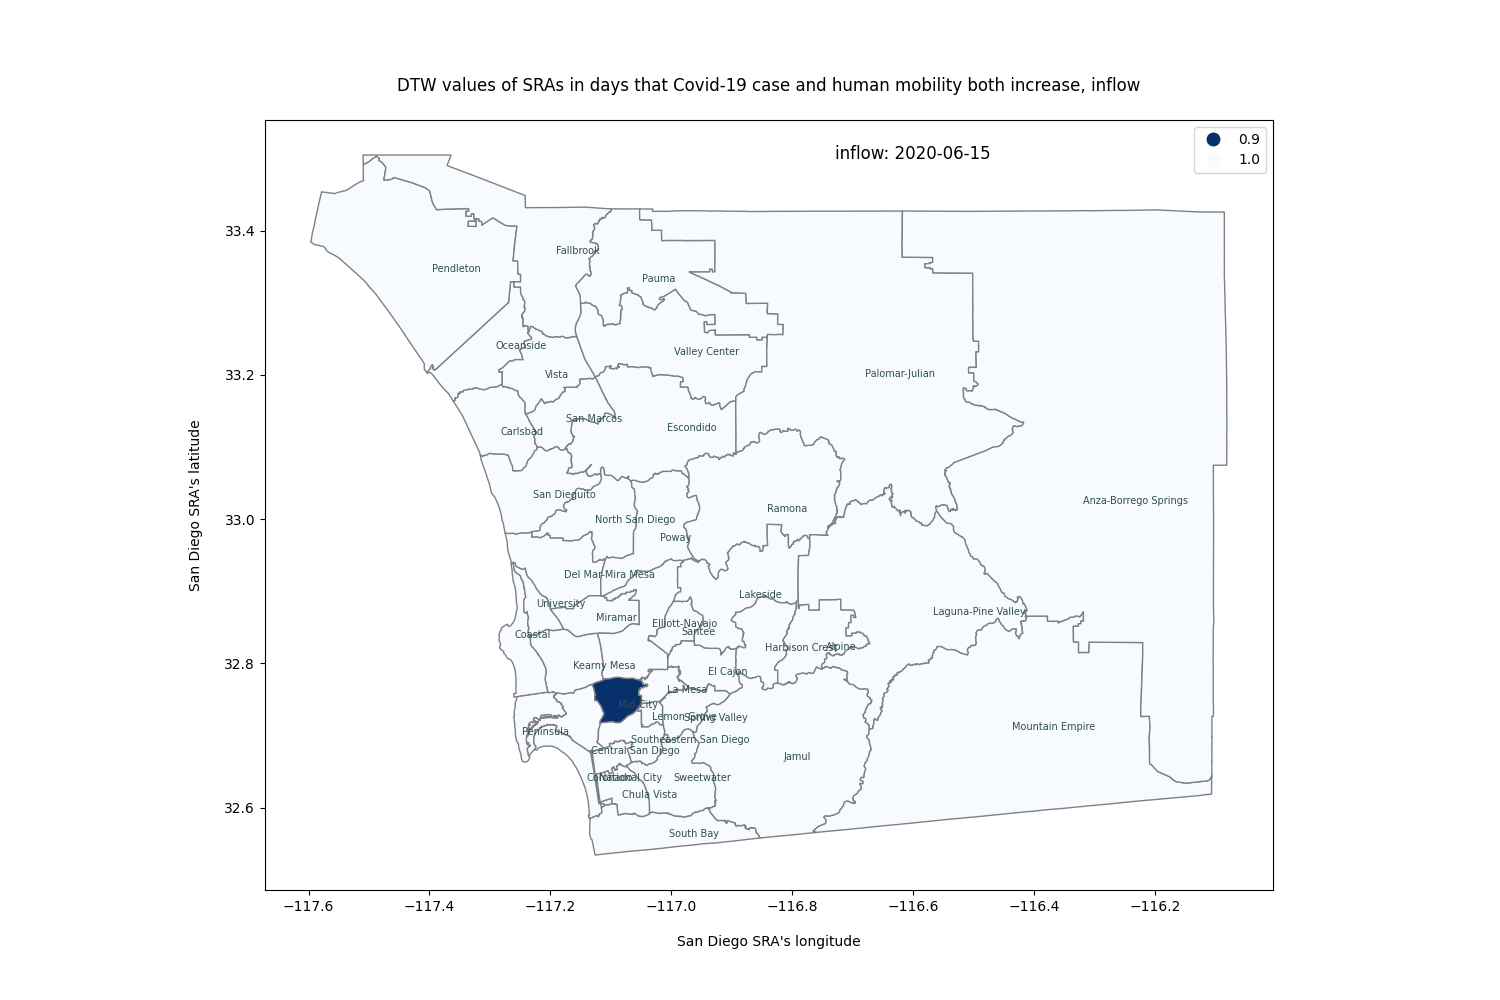 DTW values of SRAs in days that Covid-19 case and human mobility both increase, inflow
inflow: 2020-06-15
0.9
1.0
33.4
33.2
33.0
32.8
32.6
San Diego SRA's latitude
Fallbrook
Pendleton
Pauma
Oceanside
Valley Center
Vista
Palomar-Julian
San Marcos
Carlsbad
Escondido
San Dieguito
Anza-Borrego Springs
Ramona
North San Diego
Poway
Del Mar-Mira Mesa
Lakeside
University
Laguna-Pine Valley
Miramar
Elliott-Navajo
Santee
Coastal
Harbison Crest
Alpine
Kearny Mesa
El Cajon
La Mesa
Mid City
Lemon Grove
Spring Valley
Mountain Empire
Peninsula
Southeastern San Diego
Central San Diego
Jamul
Coronado
National City
Sweetwater
Chula Vista
South Bay
−117.6 −117.4 −117.2 −117.0 −116.8 −116.6 −116.4 −116.2
San Diego SRA's longitude